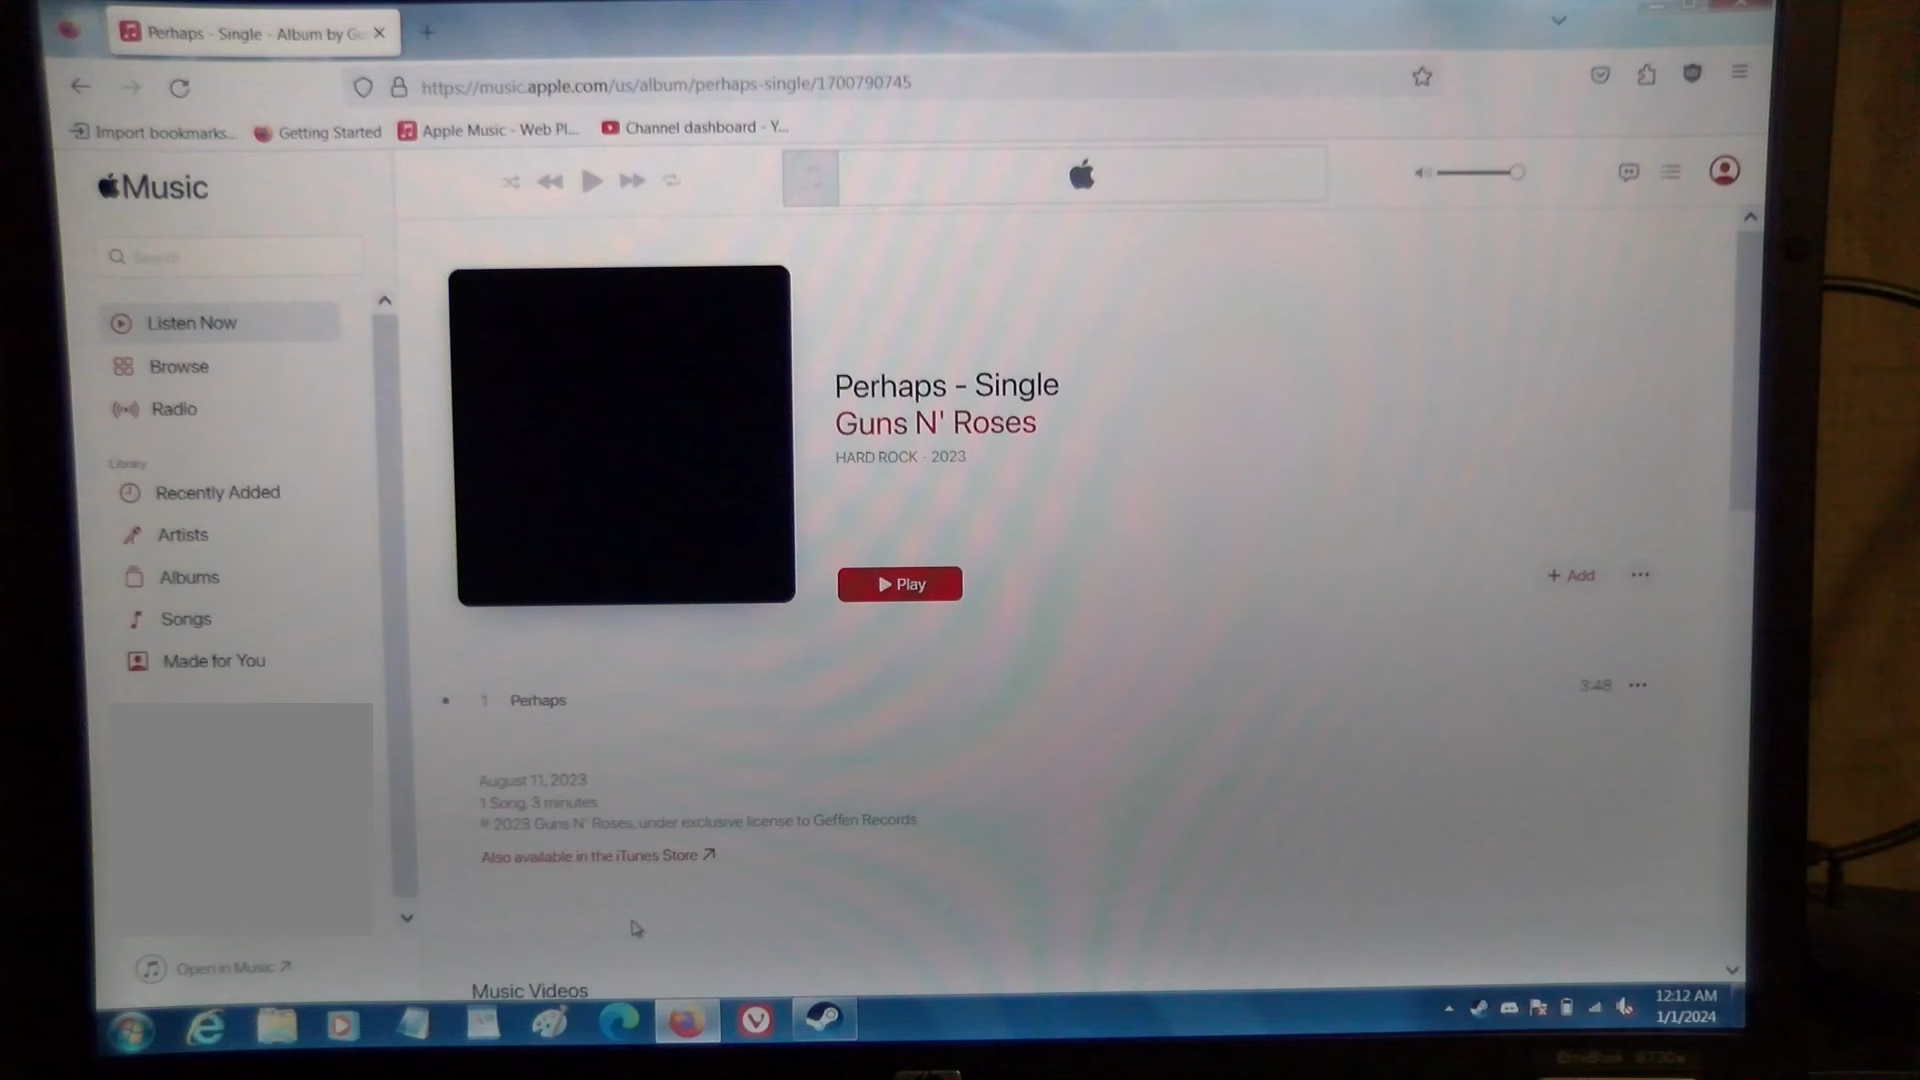 Perhaps - Single - Album by Gu
https://music.apple.com/us/album/perhaps-single/1700790745
Import bookmarks...
Getting Started
Apple Music - Web Pl...
Channel dashboard - Y...
Music
Search
Listen Now
Browse
Radio
Library
Recently Added
Artists
Albums
Songs
Made for You
Open in Music
Perhaps - Single
Guns N' Roses
HARD ROCK · 2023
Play
+ Add
1 Perhaps 3:48
August 11, 2023
1 Song, 3 minutes
℗ 2023 Guns N' Roses, under exclusive license to Geffen Records
Also available in the iTunes Store
Music Videos
12:12 AM
1/1/2024
EliteBook 8730w